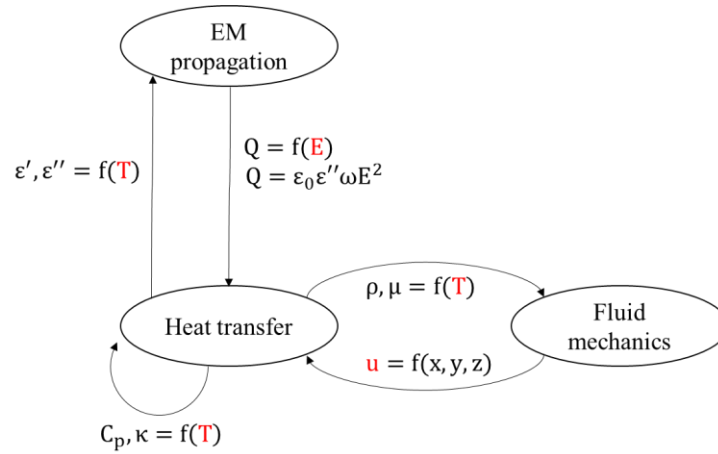 EM
propagation
Q = f(E)
ε′, ε′′ = f(T)
Q = ε₀ε′′ωE²
ρ, μ = f(T)
Heat transfer
Fluid
mechanics
u = f(x, y, z)
Cₚ, κ = f(T)